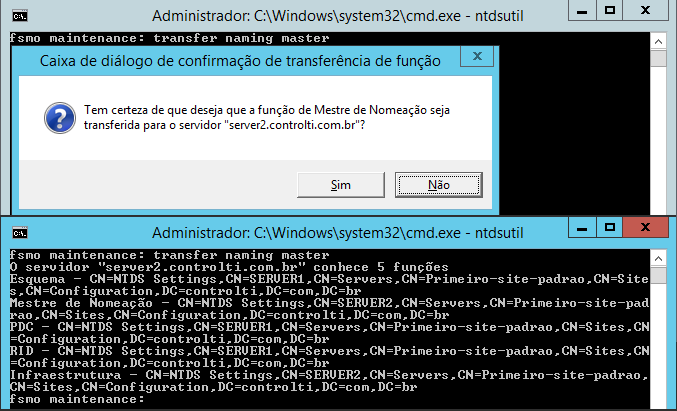 Administrador: C:\Windows\system32\cmd.exe - ntdsutil
fsmo maintenance: transfer naming master
Caixa de diálogo de confirmação de transferência de função
Tem certeza de que deseja que a função de Mestre de Nomeação seja
transferida para o servidor "server2.controlti.com.br"?
Sim
Não
Administrador: C:\Windows\system32\cmd.exe - ntdsutil
fsmo maintenance: transfer naming master
O servidor "server2.controlti.com.br" conhece 5 funções
Esquema - CN=NTDS Settings,CN=SERVER1,CN=Servers,CN=Primeiro-site-padrao,CN=Site
s,CN=Configuration,DC=controlti,DC=com,DC=br
Mestre de Nomeação - CN=NTDS Settings,CN=SERVER2,CN=Servers,CN=Primeiro-site-pad
rao,CN=Sites,CN=Configuration,DC=controlti,DC=com,DC=br
PDC - CN=NTDS Settings,CN=SERVER1,CN=Servers,CN=Primeiro-site-padrao,CN=Sites,CN
=Configuration,DC=controlti,DC=com,DC=br
RID - CN=NTDS Settings,CN=SERVER1,CN=Servers,CN=Primeiro-site-padrao,CN=Sites,CN
=Configuration,DC=controlti,DC=com,DC=br
Infraestrutura - CN=NTDS Settings,CN=SERVER2,CN=Servers,CN=Primeiro-site-padrao,
CN=Sites,CN=Configuration,DC=controlti,DC=com,DC=br
fsmo maintenance: